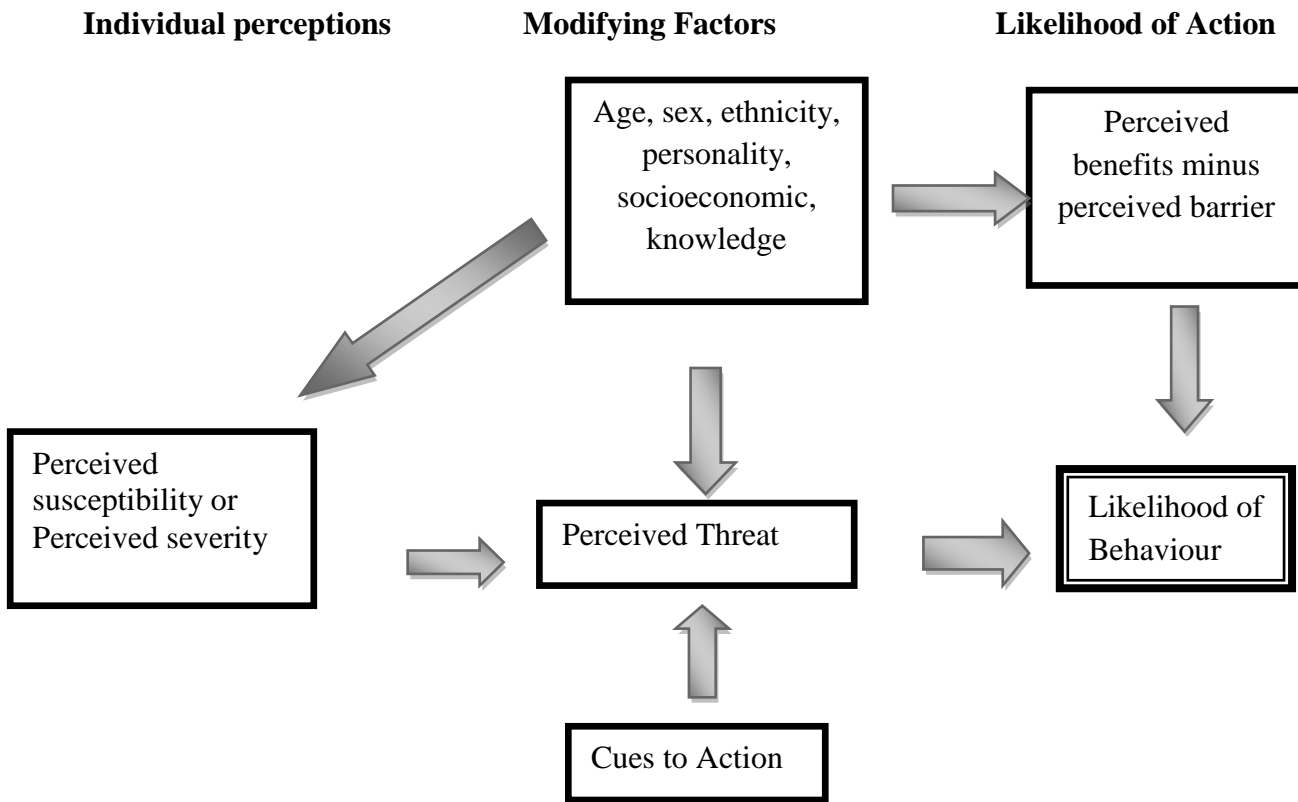 Individual perceptions
Modifying Factors
Likelihood of Action
Age, sex, ethnicity,
personality,
socioeconomic,
knowledge
Perceived
benefits minus
perceived barrier
Perceived
susceptibility or
Perceived severity
Perceived Threat
Likelihood of
Behaviour
Cues to Action